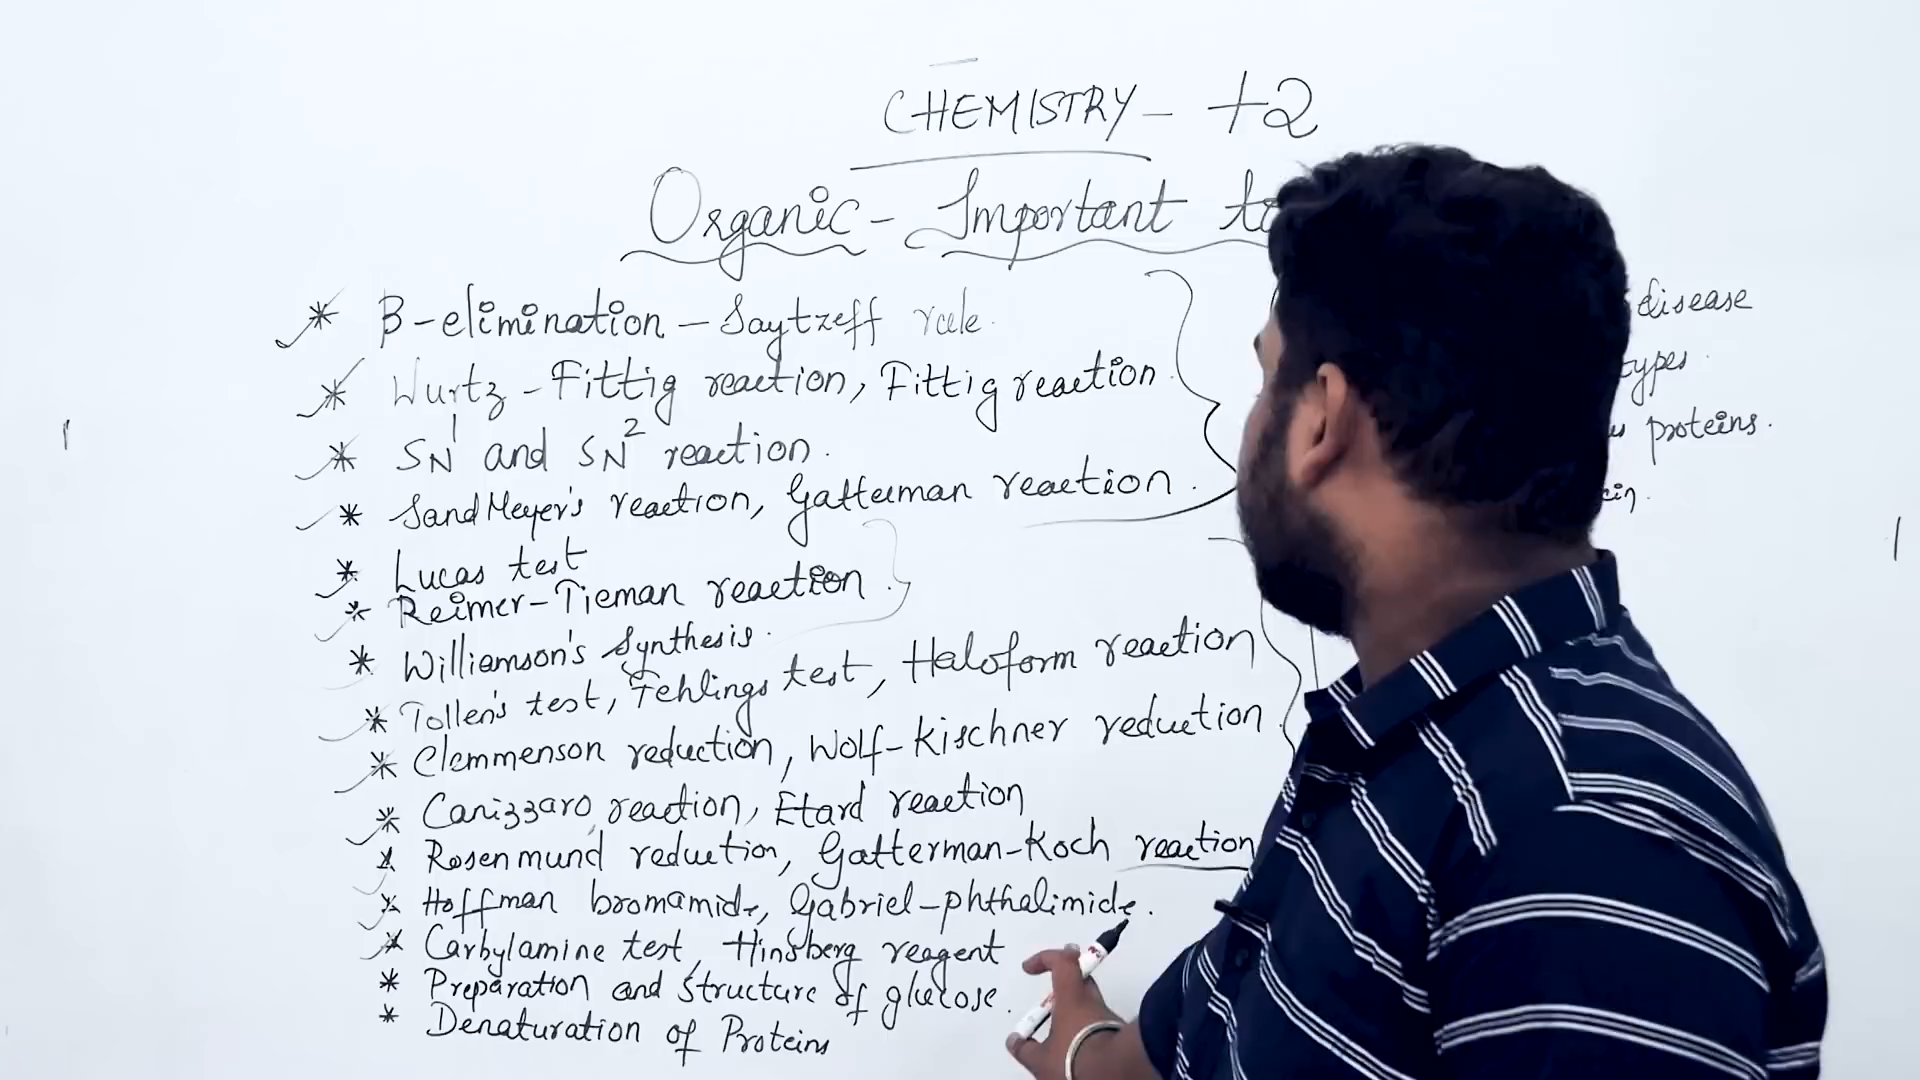 CHEMISTRY - +2
Organic - Important
* β-elimination - Saytzeff rule.
* Wurtz - Fittig reaction, Fittig reaction.
* SN1 and SN2 reaction.
* SandMeyer's reaction, Gatterman reaction.
* Lucas test
* Reimer-Tieman reaction.
* Williamson's Synthesis.
* Tollen's test, Fehlings test, Haloform reaction
* Clemmenson reduction, Wolf-Kischner reduction.
* Canizzaro reaction, Etard reaction
* Rosenmund reduction, Gatterman-Koch reaction
* Hoffman bromamide, Gabriel-phthalimide.
* Carbylamine test, Hinsberg reagent
* Preparation and structure of glucose.
* Denaturation of Proteins
disease
types.
proteins.